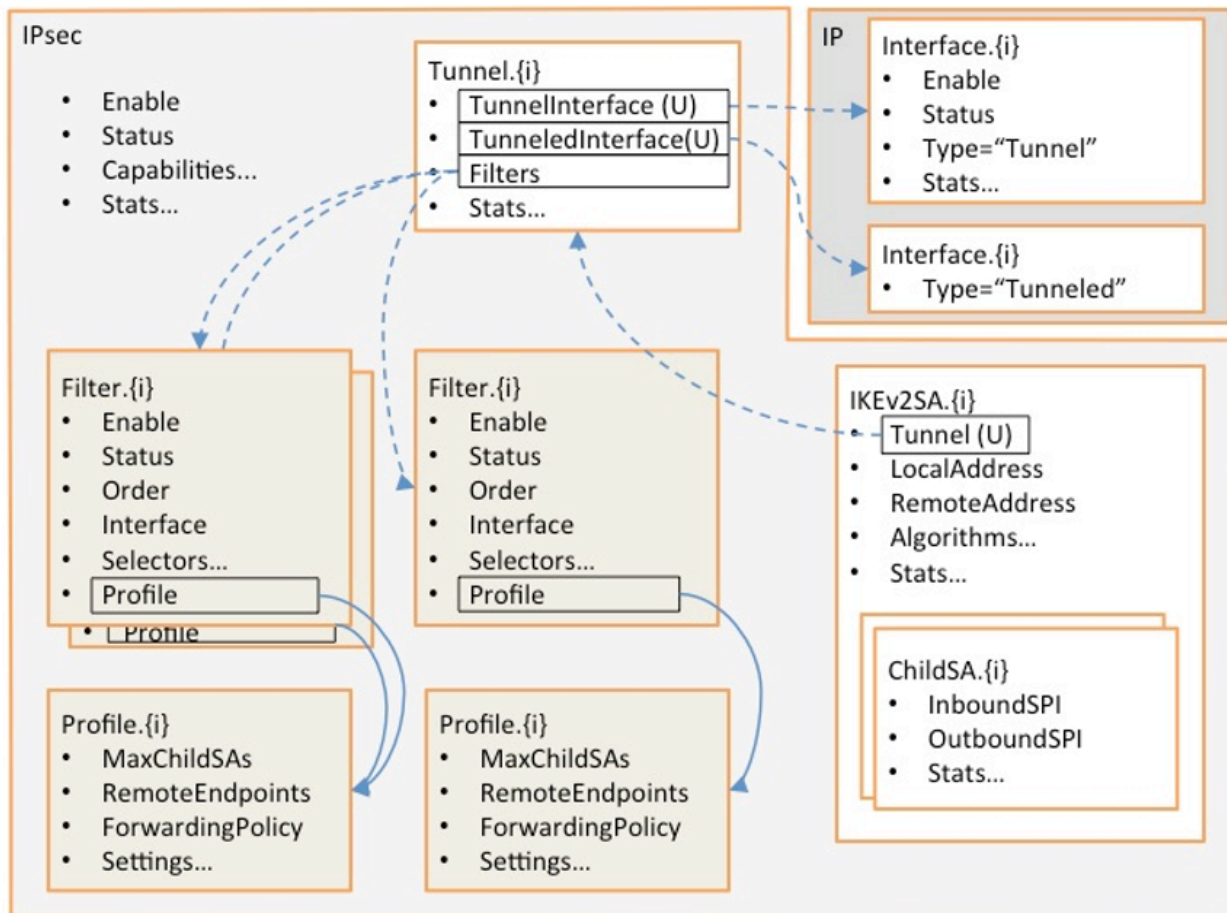 IPsec
• Enable
• Status
• Capabilities...
• Stats...
Tunnel.{i}
• TunnelInterface (U)
• TunneledInterface(U)
• Filters
• Stats...
IP
Interface.{i}
• Enable
• Status
• Type="Tunnel"
• Stats...
Interface.{i}
• Type="Tunneled"
Filter.{i}
• Enable
• Status
• Order
• Interface
• Selectors...
• Profile
• Profile
Filter.{i}
• Enable
• Status
• Order
• Interface
• Selectors...
• Profile
IKEv2SA.{i}
• Tunnel (U)
• LocalAddress
• RemoteAddress
• Algorithms...
• Stats...
ChildSA.{i}
• InboundSPI
• OutboundSPI
• Stats...
Profile.{i}
• MaxChildSAs
• RemoteEndpoints
• ForwardingPolicy
• Settings...
Profile.{i}
• MaxChildSAs
• RemoteEndpoints
• ForwardingPolicy
• Settings...